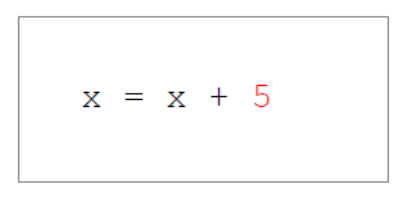 x = x + 5